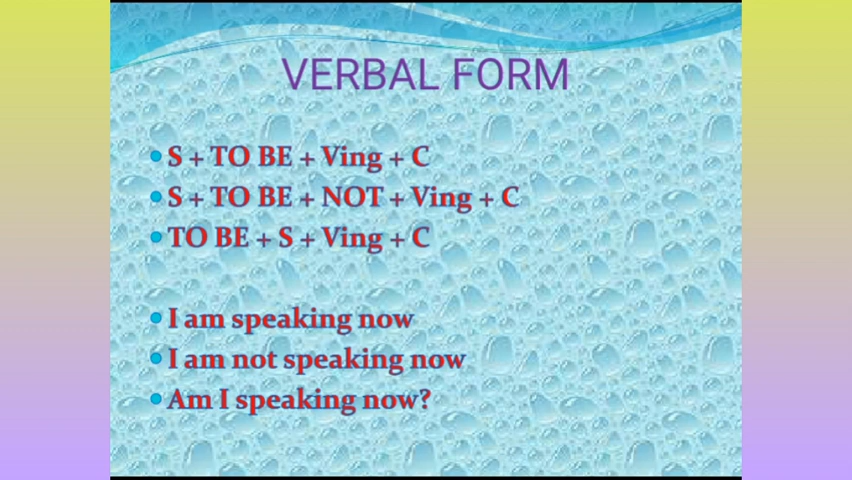 VERBAL FORM
• S + TO BE + Ving + C
• S + TO BE + NOT + Ving + C
• TO BE + S + Ving + C
• I am speaking now
• I am not speaking now
• Am I speaking now?